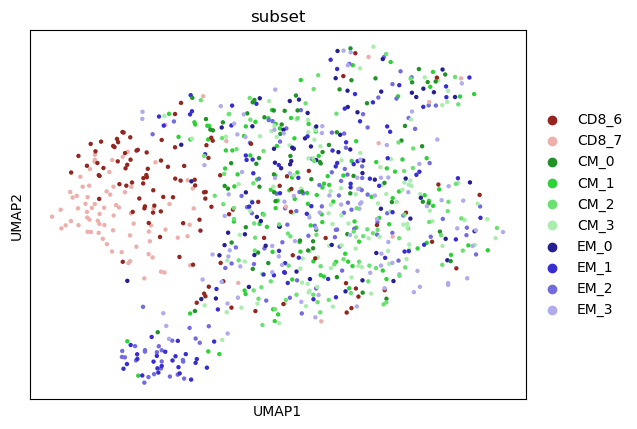 subset
UMAP2
UMAP1
CD8_6
CD8_7
CM_0
CM_1
CM_2
CM_3
EM_0
EM_1
EM_2
EM_3